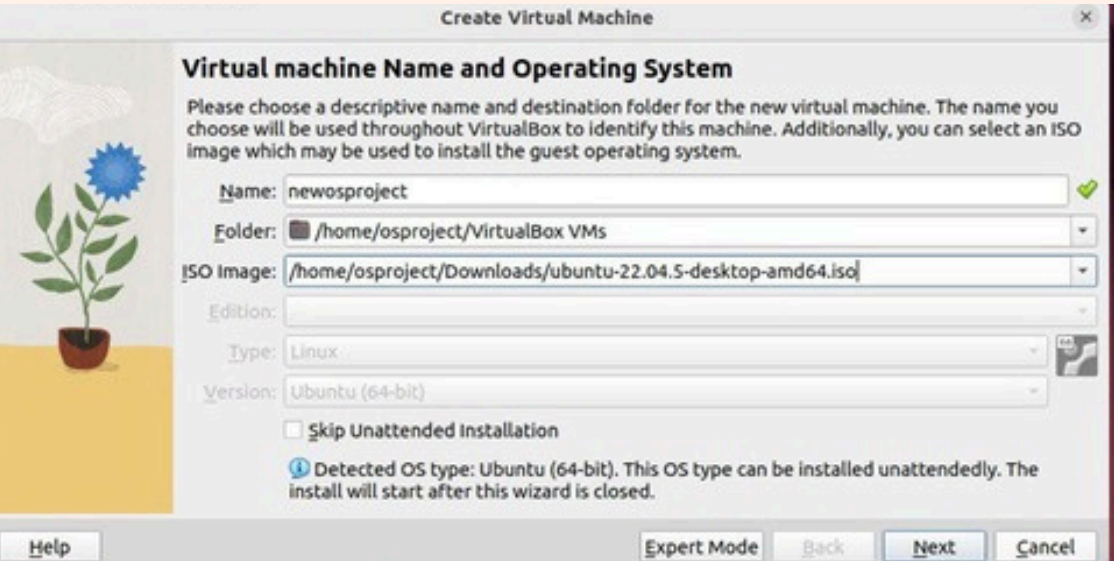 Create Virtual Machine
Virtual machine Name and Operating System
Please choose a descriptive name and destination folder for the new virtual machine. The name you
choose will be used throughout VirtualBox to identify this machine. Additionally, you can select an ISO
image which may be used to install the guest operating system.
Name: newosproject
Folder: /home/osproject/VirtualBox VMs
ISO Image: /home/osproject/Downloads/ubuntu-22.04.5-desktop-amd64.iso
Edition:
Type: Linux
Version: Ubuntu (64-bit)
Skip Unattended Installation
Detected OS type: Ubuntu (64-bit). This OS type can be installed unattendedly. The
install will start after this wizard is closed.
Help Expert Mode Back Next Cancel